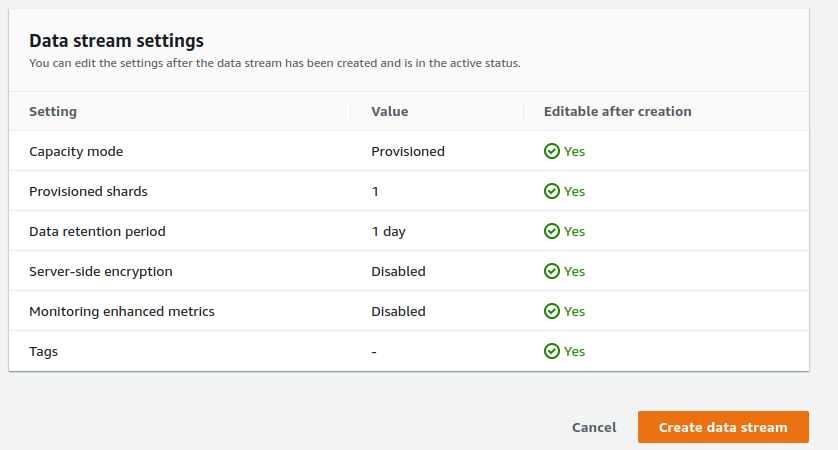 Data stream settings
You can edit the settings after the data stream has been created and is in the active status.
Setting Value Editable after creation
Capacity mode Provisioned Yes
Provisioned shards 1 Yes
Data retention period 1 day Yes
Server-side encryption Disabled Yes
Monitoring enhanced metrics Disabled Yes
Tags - Yes
Cancel Create data stream